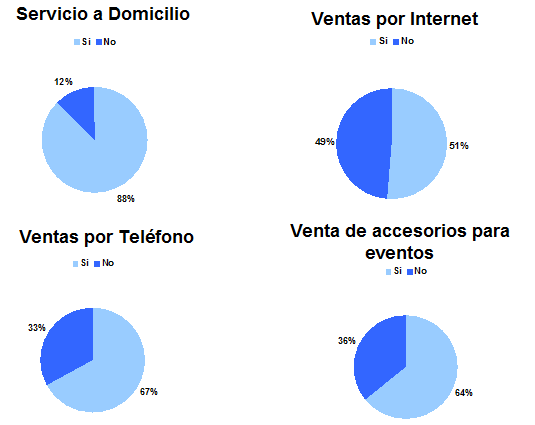 Servicio a Domicilio
Si No
12%
88%
Ventas por Internet
Si No
49%
51%
Ventas por Teléfono
Si No
33%
67%
Venta de accesorios para
eventos
Si No
36%
64%